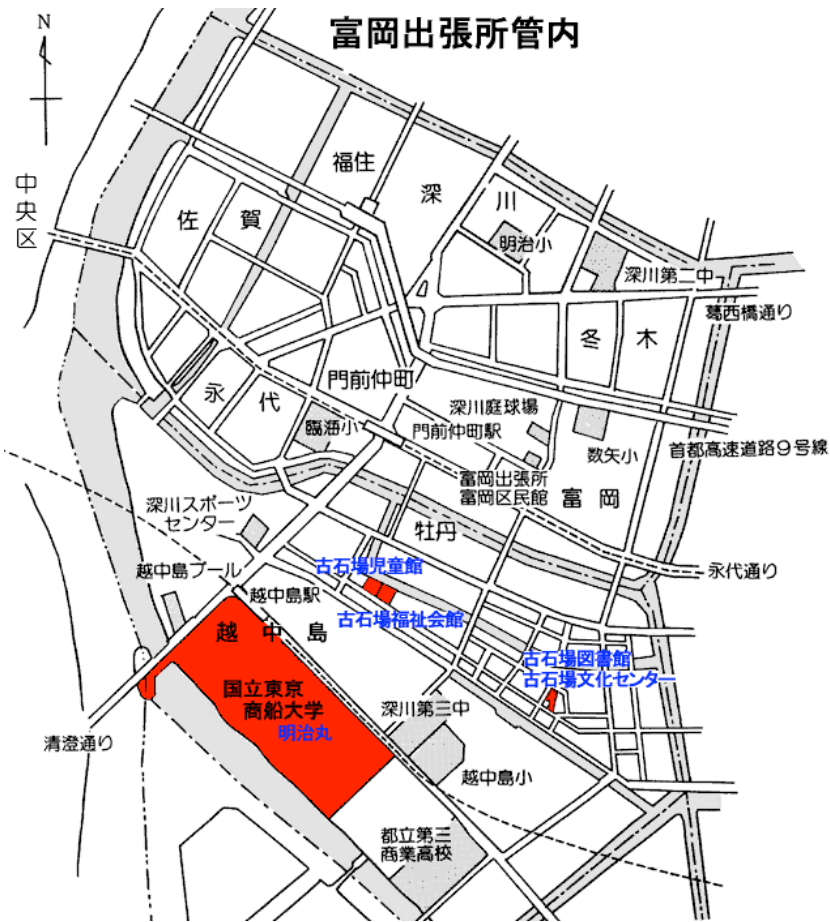 富岡出張所管内
N
中央区
福住
深川
佐賀
明治小
深川第二中
葛西橋通り
冬木
門前仲町
永代
臨海小
深川庭球場
門前仲町駅
数矢小
首都高速道路9号線
富岡出張所
富岡区民館
富岡
深川スポーツ
センター
牡丹
古石場児童館
永代通り
越中島プール
越中島駅
古石場福祉会館
越中島
古石場図書館
古石場文化センター
国立東京
商船大学
明治丸
深川第三中
清澄通り
越中島小
都立第三
商業高校